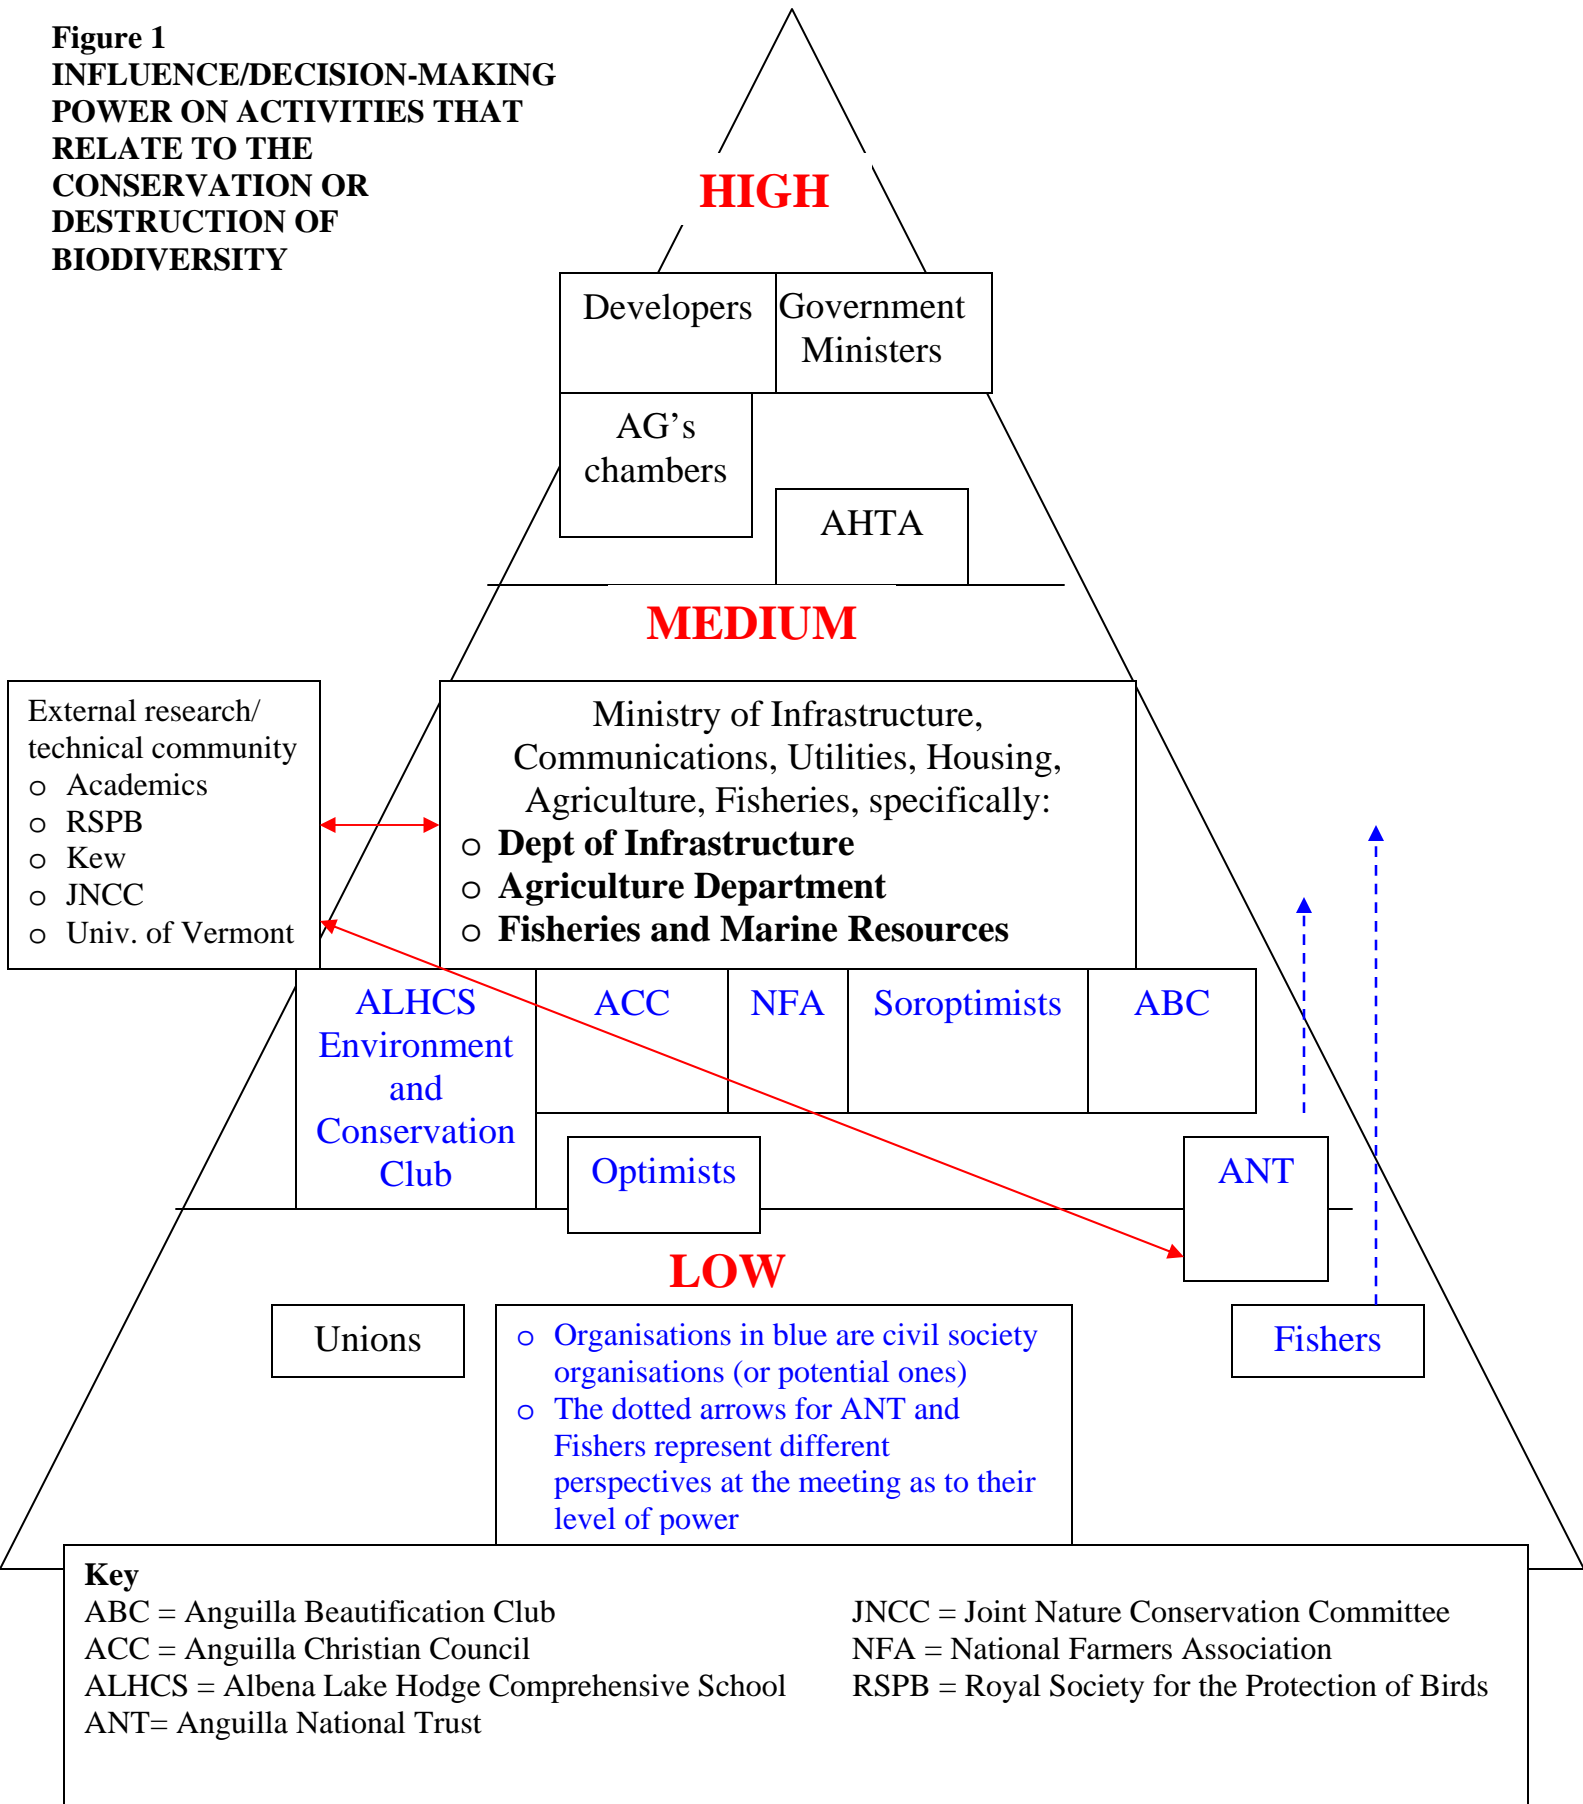 Figure 1
INFLUENCE/DECISION-MAKING
POWER ON ACTIVITIES THAT
RELATE TO THE
CONSERVATION OR
DESTRUCTION OF
BIODIVERSITY
HIGH
Developers
Government
Ministers
AG's
chambers
AHTA
MEDIUM
External research/
technical community
o Academics
o RSPB
o Kew
o JNCC
o Univ. of Vermont
Ministry of Infrastructure,
Communications, Utilities, Housing,
Agriculture, Fisheries, specifically:
o Dept of Infrastructure
o Agriculture Department
o Fisheries and Marine Resources
ALHCS
Environment
and
Conservation
Club
ACC
NFA
Soroptimists
ABC
Optimists
ANT
LOW
Unions
o Organisations in blue are civil society
organisations (or potential ones)
o The dotted arrows for ANT and
Fishers represent different
perspectives at the meeting as to their
level of power
Fishers
Key
ABC = Anguilla Beautification Club
ACC = Anguilla Christian Council
ALHCS = Albena Lake Hodge Comprehensive School
ANT= Anguilla National Trust
JNCC = Joint Nature Conservation Committee
NFA = National Farmers Association
RSPB = Royal Society for the Protection of Birds